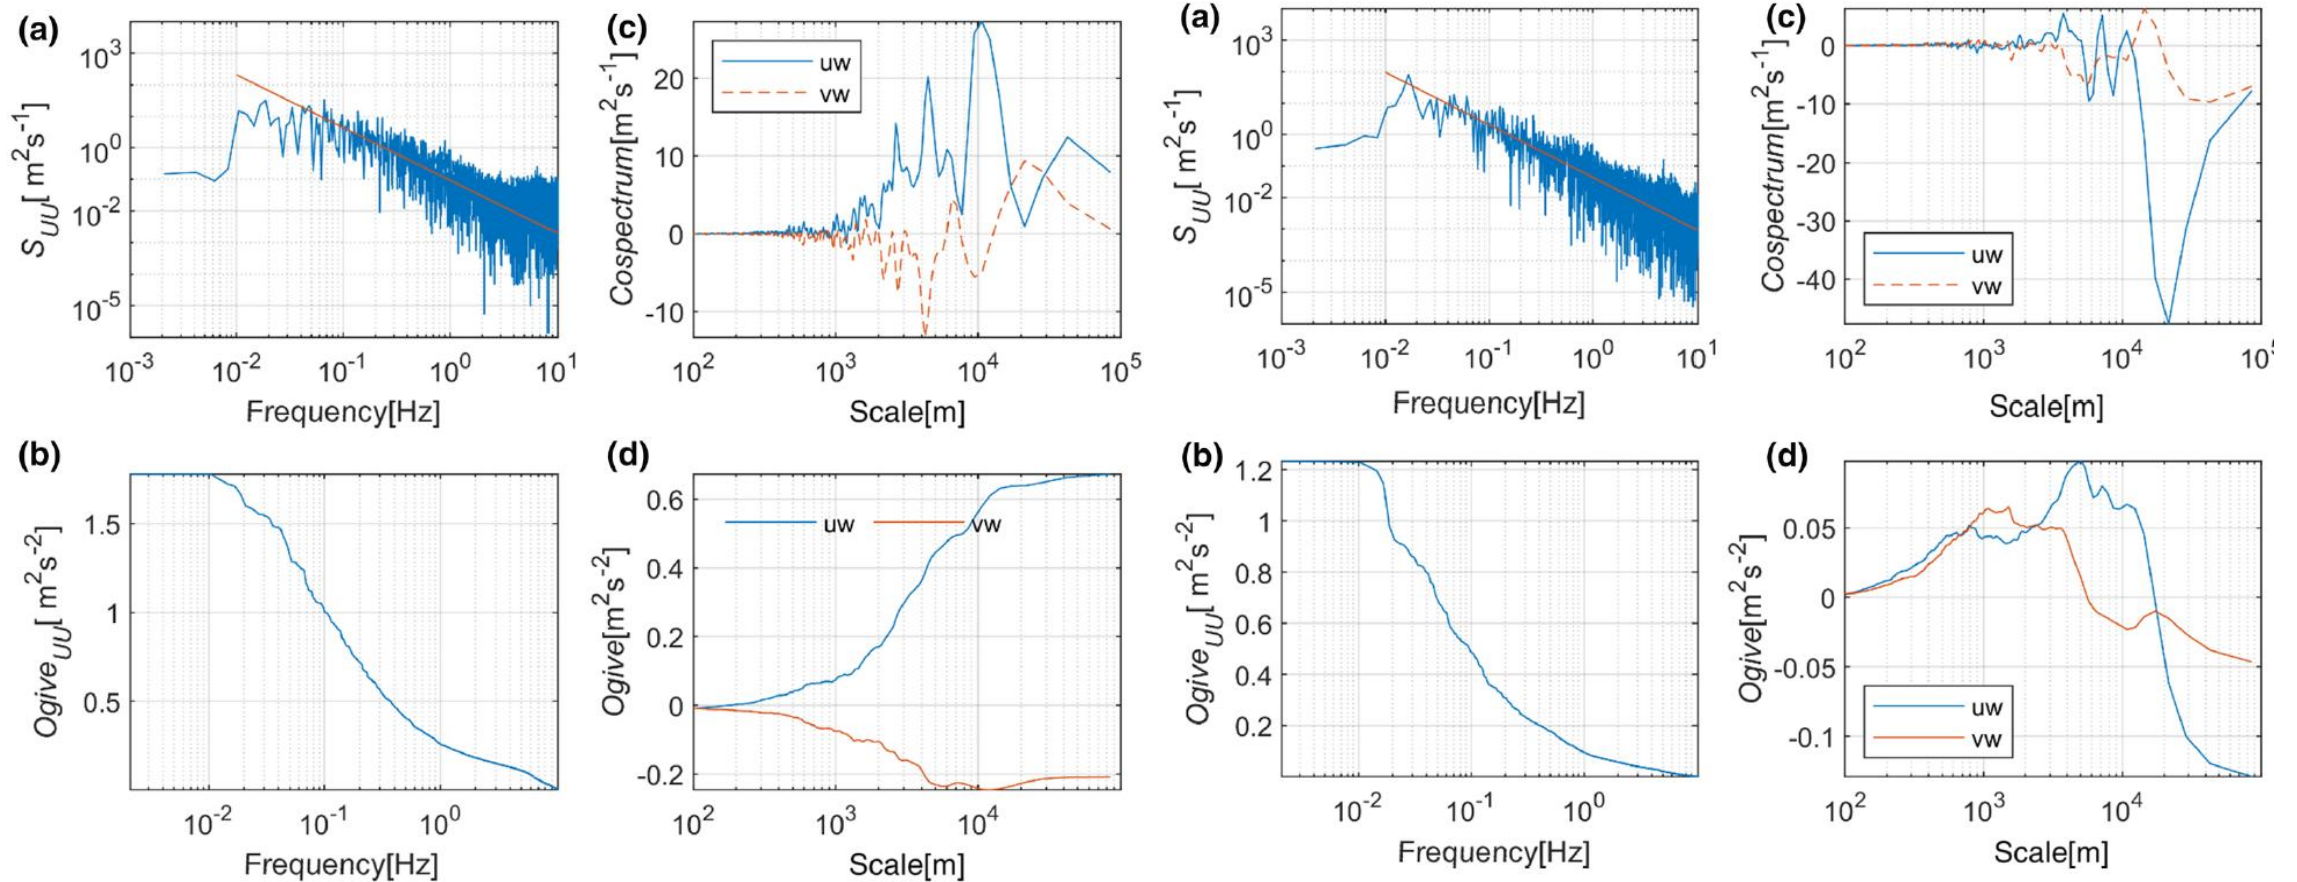 (a)
S_UU[ m^2s^-1]
10^3
10^0
10^-2
10^-5
10^-3 10^-2 10^-1 10^0 10^1
Frequency[Hz]
(c)
Cospectrum[m^2s^-1]
20
10
0
-10
uw
vw
10^2 10^3 10^4 10^5
Scale[m]
(a)
S_UU[ m^2s^-1]
10^3
10^0
10^-2
10^-5
10^-3 10^-2 10^-1 10^0 10^1
Frequency[Hz]
(c)
Cospectrum[m^2s^-1]
0
-10
-20
-30
-40
uw
vw
10^2 10^3 10^4 10^5
Scale[m]
(b)
Ogive_UU[ m^2s^-2]
1.5
1
0.5
10^-2 10^-1 10^0
Frequency[Hz]
(d)
Ogive[m^2s^-2]
0.6
0.4
0.2
0
-0.2
uw vw
10^2 10^3 10^4
Scale[m]
(b)
Ogive_UU[ m^2s^-2]
1.2
1
0.8
0.6
0.4
0.2
10^-2 10^-1 10^0
Frequency[Hz]
(d)
Ogive[m^2s^-2]
0.05
0
-0.05
-0.1
uw
vw
10^2 10^3 10^4
Scale[m]